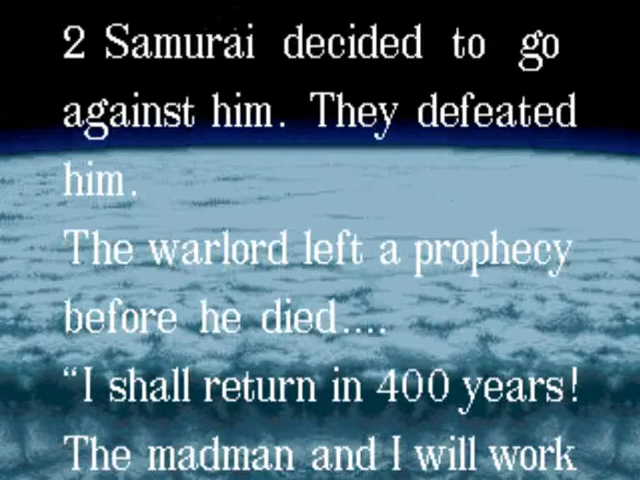 2 Samurai decided to go
against him. They defeated
him.
The warlord left a prophecy
before he died....
“I shall return in 400 years!
The madman and I will work